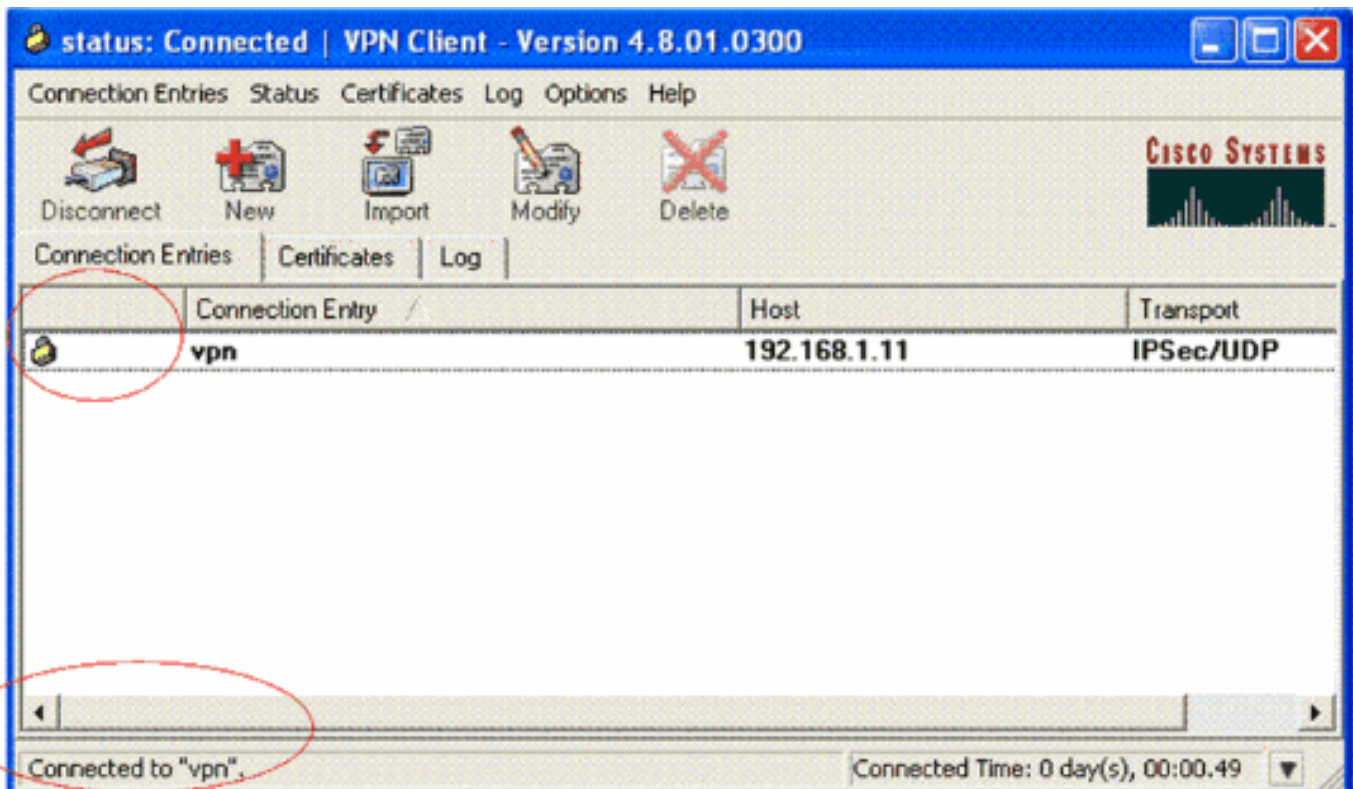 status: Connected | VPN Client - Version 4.8.01.0300
Connection Entries Status Certificates Log Options Help
Disconnect New Import Modify Delete
CISCO SYSTEMS
Connection Entries Certificates Log
Connection Entry Host Transport
vpn 192.168.1.11 IPSec/UDP
Connected to "vpn". Connected Time: 0 day(s), 00:00.49